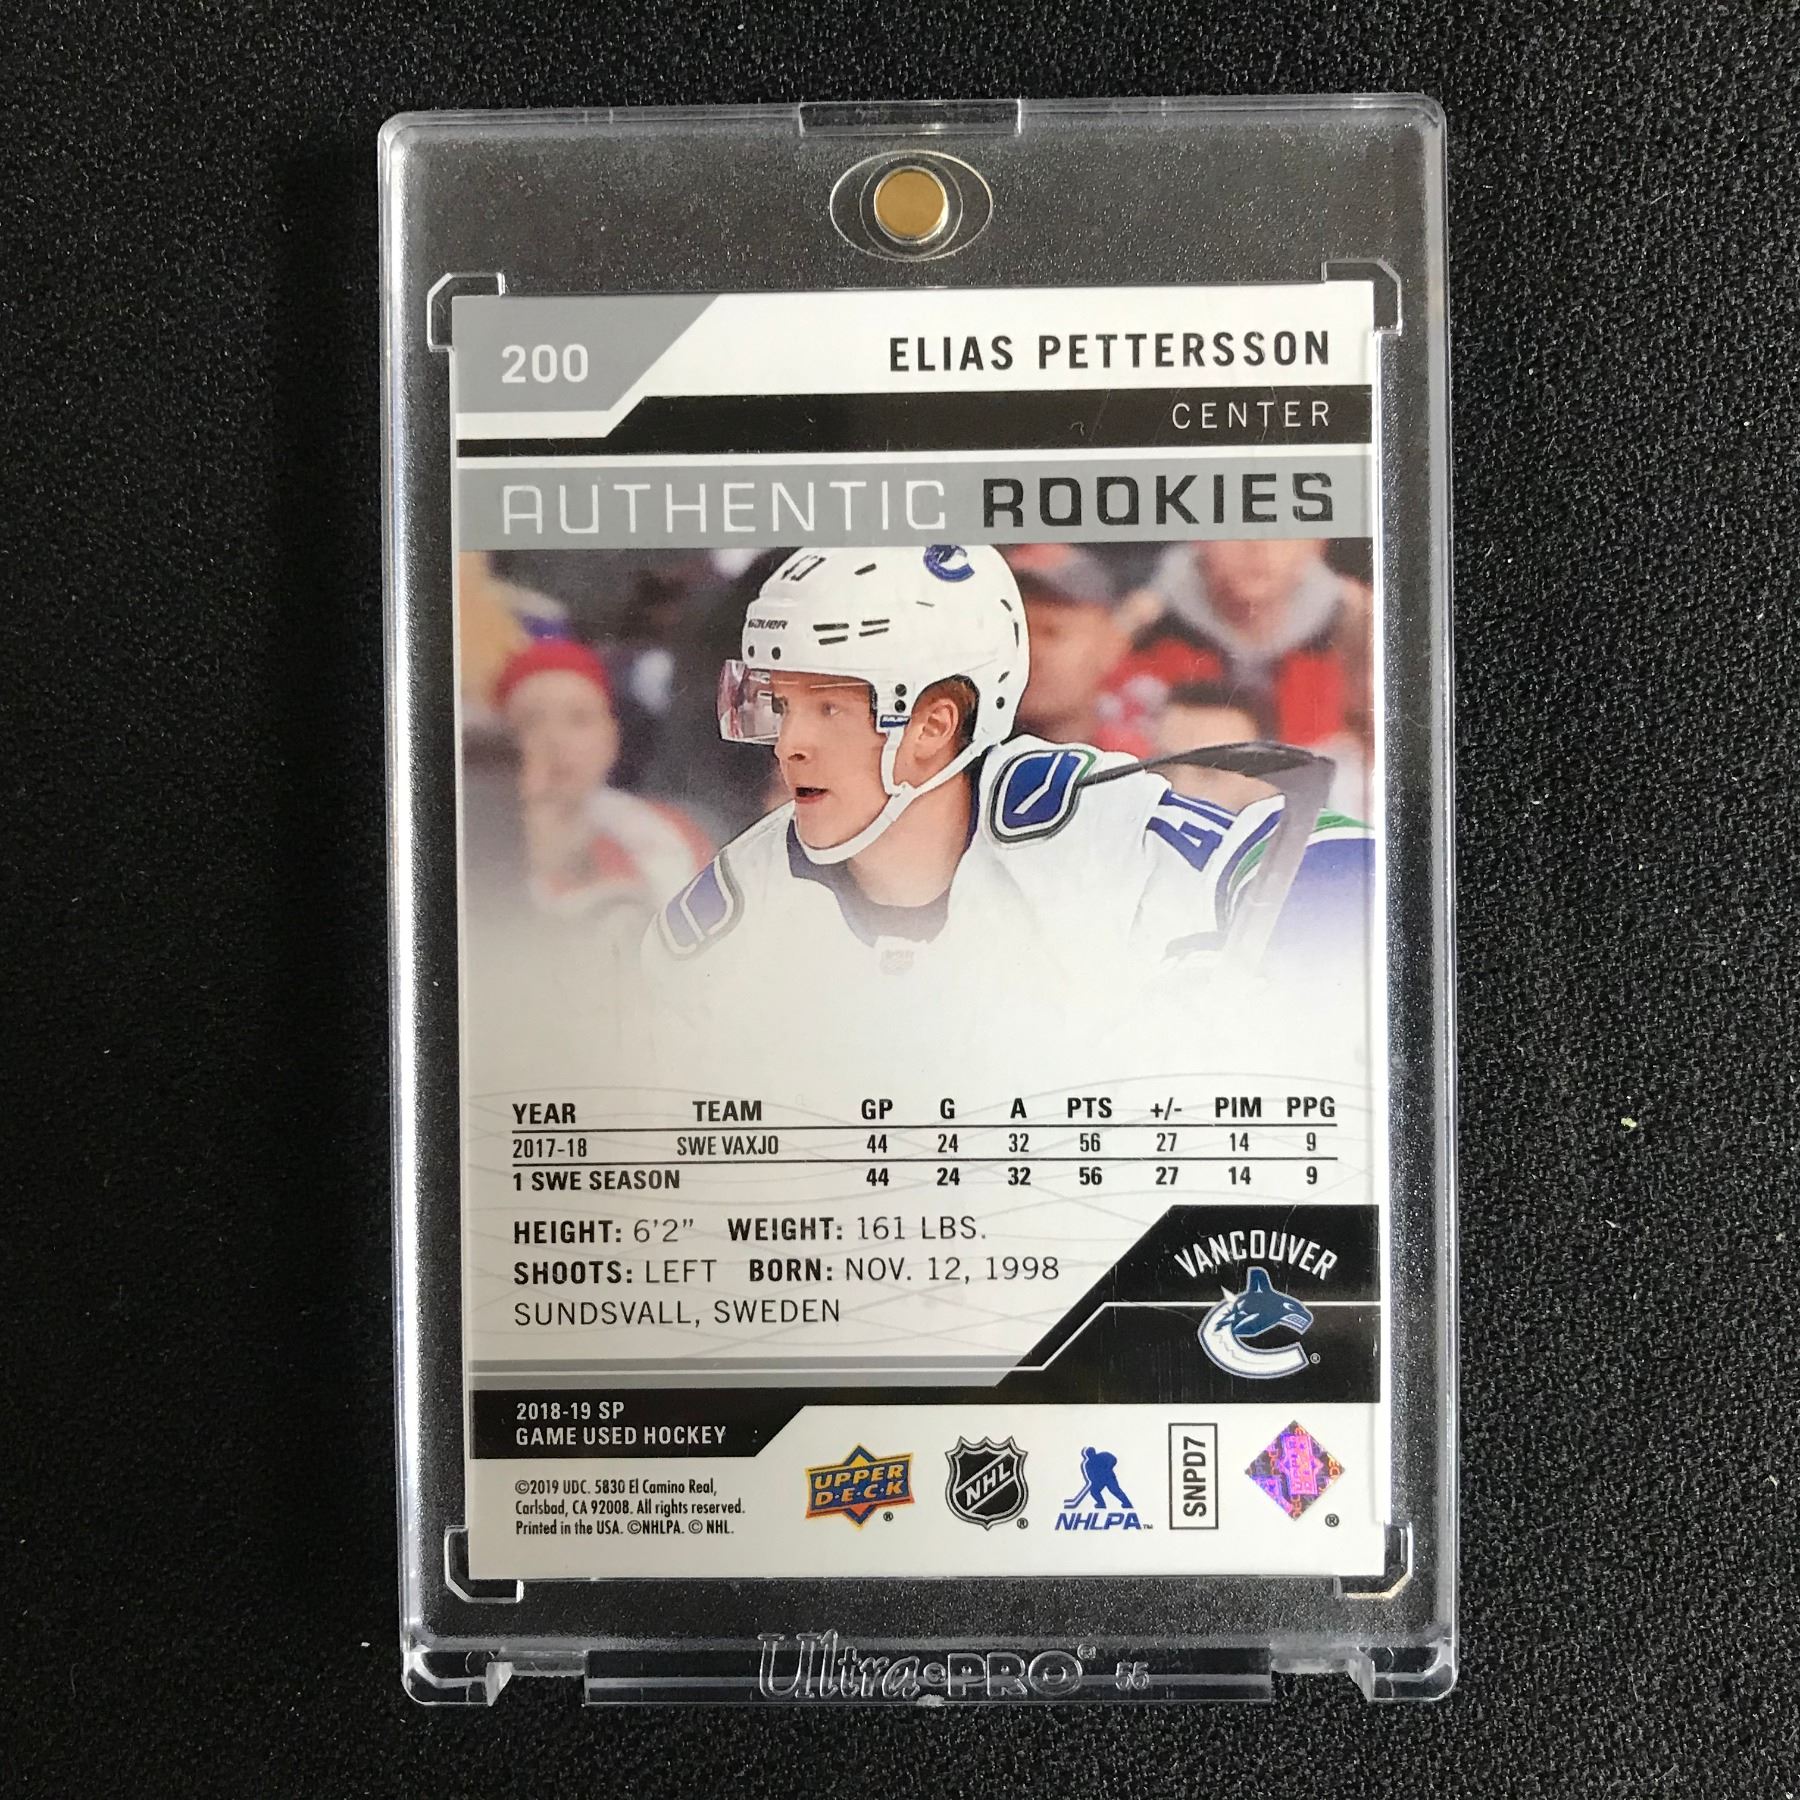 200
ELIAS PETTERSSON
CENTER
AUTHENTIC ROOKIES
BAUER
40
YEAR TEAM GP G A PTS +/- PIM PPG
2017-18 SWE VAXJO 44 24 32 56 27 14 9
1 SWE SEASON 44 24 32 56 27 14 9
HEIGHT: 6'2" WEIGHT: 161 LBS.
SHOOTS: LEFT BORN: NOV. 12, 1998
SUNDSVALL, SWEDEN
VANCOUVER
®
2018-19 SP
GAME USED HOCKEY
©2019 UDC. 5830 El Camino Real,
Carlsbad, CA 92008. All rights reserved.
Printed in the USA. ©NHLPA. © NHL.
UPPER
D·E·C·K
®
NHL
®
NHLPA™
SNPD7
®
Ultra·PRO® 55